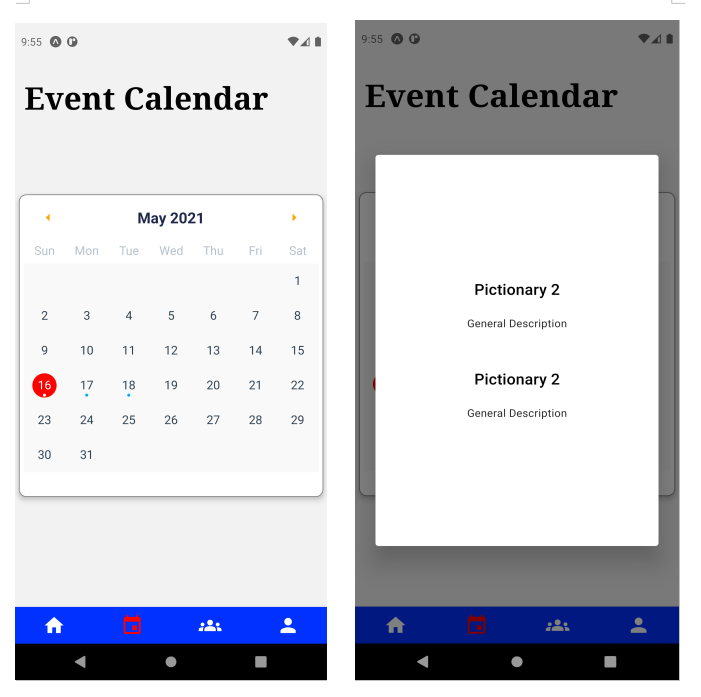 9:55
Event Calendar
May 2021
Sun Mon Tue Wed Thu Fri Sat
1
2 3 4 5 6 7 8
9 10 11 12 13 14 15
16 17 18 19 20 21 22
23 24 25 26 27 28 29
30 31
9:55
Event Calendar
Pictionary 2
General Description
Pictionary 2
General Description